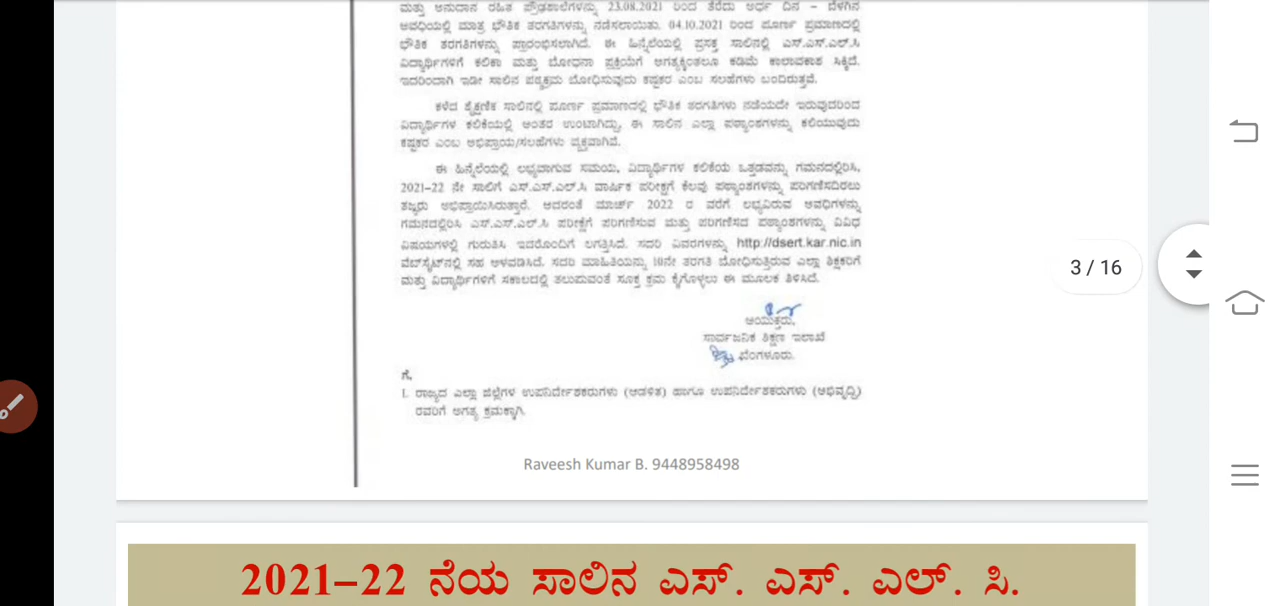 ಮತ್ತು ಅನುದಾನ ರಹಿತ ಪ್ರೌಢಶಾಲೆಗಳನ್ನು 23.08.2021 ರಿಂದ ತೆರೆದು ಅರ್ಧ ದಿನ – ಬೆಳಗಿನ
ಅವಧಿಯಲ್ಲಿ ಮಾತ್ರ ಭೌತಿಕ ತರಗತಿಗಳನ್ನು ನಡೆಸಲಾಯಿತು. 04.10.2021 ರಿಂದ ಪೂರ್ಣ ಪ್ರಮಾಣದಲ್ಲಿ
ಭೌತಿಕ ತರಗತಿಗಳನ್ನು ಪ್ರಾರಂಭಿಸಲಾಗಿದೆ. ಈ ಹಿನ್ನೆಲೆಯಲ್ಲಿ ಪ್ರಸಕ್ತ ಸಾಲಿನಲ್ಲಿ ಎಸ್.ಎಸ್.ಎಲ್.ಸಿ
ವಿದ್ಯಾರ್ಥಿಗಳಿಗೆ ಕಲಿಕಾ ಮತ್ತು ಬೋಧನಾ ಪ್ರಕ್ರಿಯೆಗೆ ಅಗತ್ಯಕ್ಕಿಂತಲೂ ಕಡಿಮೆ ಕಾಲಾವಕಾಶ ಸಿಕ್ಕಿದೆ.
ಇದರಿಂದಾಗಿ ಇಡೀ ಸಾಲಿನ ಪಠ್ಯಕ್ರಮ ಬೋಧಿಸುವುದು ಕಷ್ಟಕರ ಎಂಬ ಸಲಹೆಗಳು ಬಂದಿರುತ್ತವೆ.
ಕಳೆದ ಶೈಕ್ಷಣಿಕ ಸಾಲಿನಲ್ಲಿ ಪೂರ್ಣ ಪ್ರಮಾಣದಲ್ಲಿ ಭೌತಿಕ ತರಗತಿಗಳು ನಡೆಯದೇ ಇರುವುದರಿಂದ
ವಿದ್ಯಾರ್ಥಿಗಳ ಕಲಿಕೆಯಲ್ಲಿ ಅಂತರ ಉಂಟಾಗಿದ್ದು, ಈ ಸಾಲಿನ ಎಲ್ಲಾ ಪಠ್ಯಾಂಶಗಳನ್ನು ಕಲಿಯುವುದು
ಕಷ್ಟಕರ ಎಂಬ ಅಭಿಪ್ರಾಯ/ಸಲಹೆಗಳು ವ್ಯಕ್ತವಾಗಿವೆ.
ಈ ಹಿನ್ನೆಲೆಯಲ್ಲಿ ಲಭ್ಯವಾಗುವ ಸಮಯ, ವಿದ್ಯಾರ್ಥಿಗಳ ಕಲಿಕೆಯ ಒತ್ತಡವನ್ನು ಗಮನದಲ್ಲಿರಿಸಿ,
2021–22 ನೇ ಸಾಲಿಗೆ ಎಸ್.ಎಸ್.ಎಲ್.ಸಿ ವಾರ್ಷಿಕ ಪರೀಕ್ಷೆಗೆ ಕೆಲವು ಪಠ್ಯಾಂಶಗಳನ್ನು ಪರಿಗಣಿಸದಿರಲು
ತಜ್ಞರು ಅಭಿಪ್ರಾಯಿಸಿರುತ್ತಾರೆ. ಅದರಂತೆ ಮಾರ್ಚ್ 2022 ರ ವರೆಗೆ ಲಭ್ಯವಿರುವ ಅವಧಿಗಳನ್ನು
ಗಮನದಲ್ಲಿರಿಸಿ ಎಸ್.ಎಸ್.ಎಲ್.ಸಿ ಪರೀಕ್ಷೆಗೆ ಪರಿಗಣಿಸುವ ಮತ್ತು ಪರಿಗಣಿಸದ ಪಠ್ಯಾಂಶಗಳನ್ನು ವಿವಿಧ
ವಿಷಯಗಳಲ್ಲಿ ಗುರುತಿಸಿ ಇದರೊಂದಿಗೆ ಲಗತ್ತಿಸಿದೆ. ಸದರಿ ವಿವರಗಳನ್ನು http://dsert.kar.nic.in
ವೆಬ್‌ಸೈಟ್‌ನಲ್ಲಿ ಸಹ ಅಳವಡಿಸಿದೆ. ಸದರಿ ಮಾಹಿತಿಯನ್ನು 10ನೇ ತರಗತಿ ಬೋಧಿಸುತ್ತಿರುವ ಎಲ್ಲಾ ಶಿಕ್ಷಕರಿಗೆ
ಮತ್ತು ವಿದ್ಯಾರ್ಥಿಗಳಿಗೆ ಸಕಾಲದಲ್ಲಿ ತಲುಪುವಂತೆ ಸೂಕ್ತ ಕ್ರಮ ಕೈಗೊಳ್ಳಲು ಈ ಮೂಲಕ ತಿಳಿಸಿದೆ.
3 / 16
ಆಯುಕ್ತರು,
ಸಾರ್ವಜನಿಕ ಶಿಕ್ಷಣ ಇಲಾಖೆ
ಬೆಂಗಳೂರು.
ಗೆ,
1. ರಾಜ್ಯದ ಎಲ್ಲಾ ಜಿಲ್ಲೆಗಳ ಉಪನಿರ್ದೇಶಕರುಗಳು (ಆಡಳಿತ) ಹಾಗೂ ಉಪನಿರ್ದೇಶಕರುಗಳು (ಅಭಿವೃದ್ಧಿ)
ರವರಿಗೆ ಅಗತ್ಯ ಕ್ರಮಕ್ಕಾಗಿ.
Raveesh Kumar B. 9448958498
2021–22 ನೆಯ ಸಾಲಿನ ಎಸ್. ಎಸ್. ಎಲ್. ಸಿ.